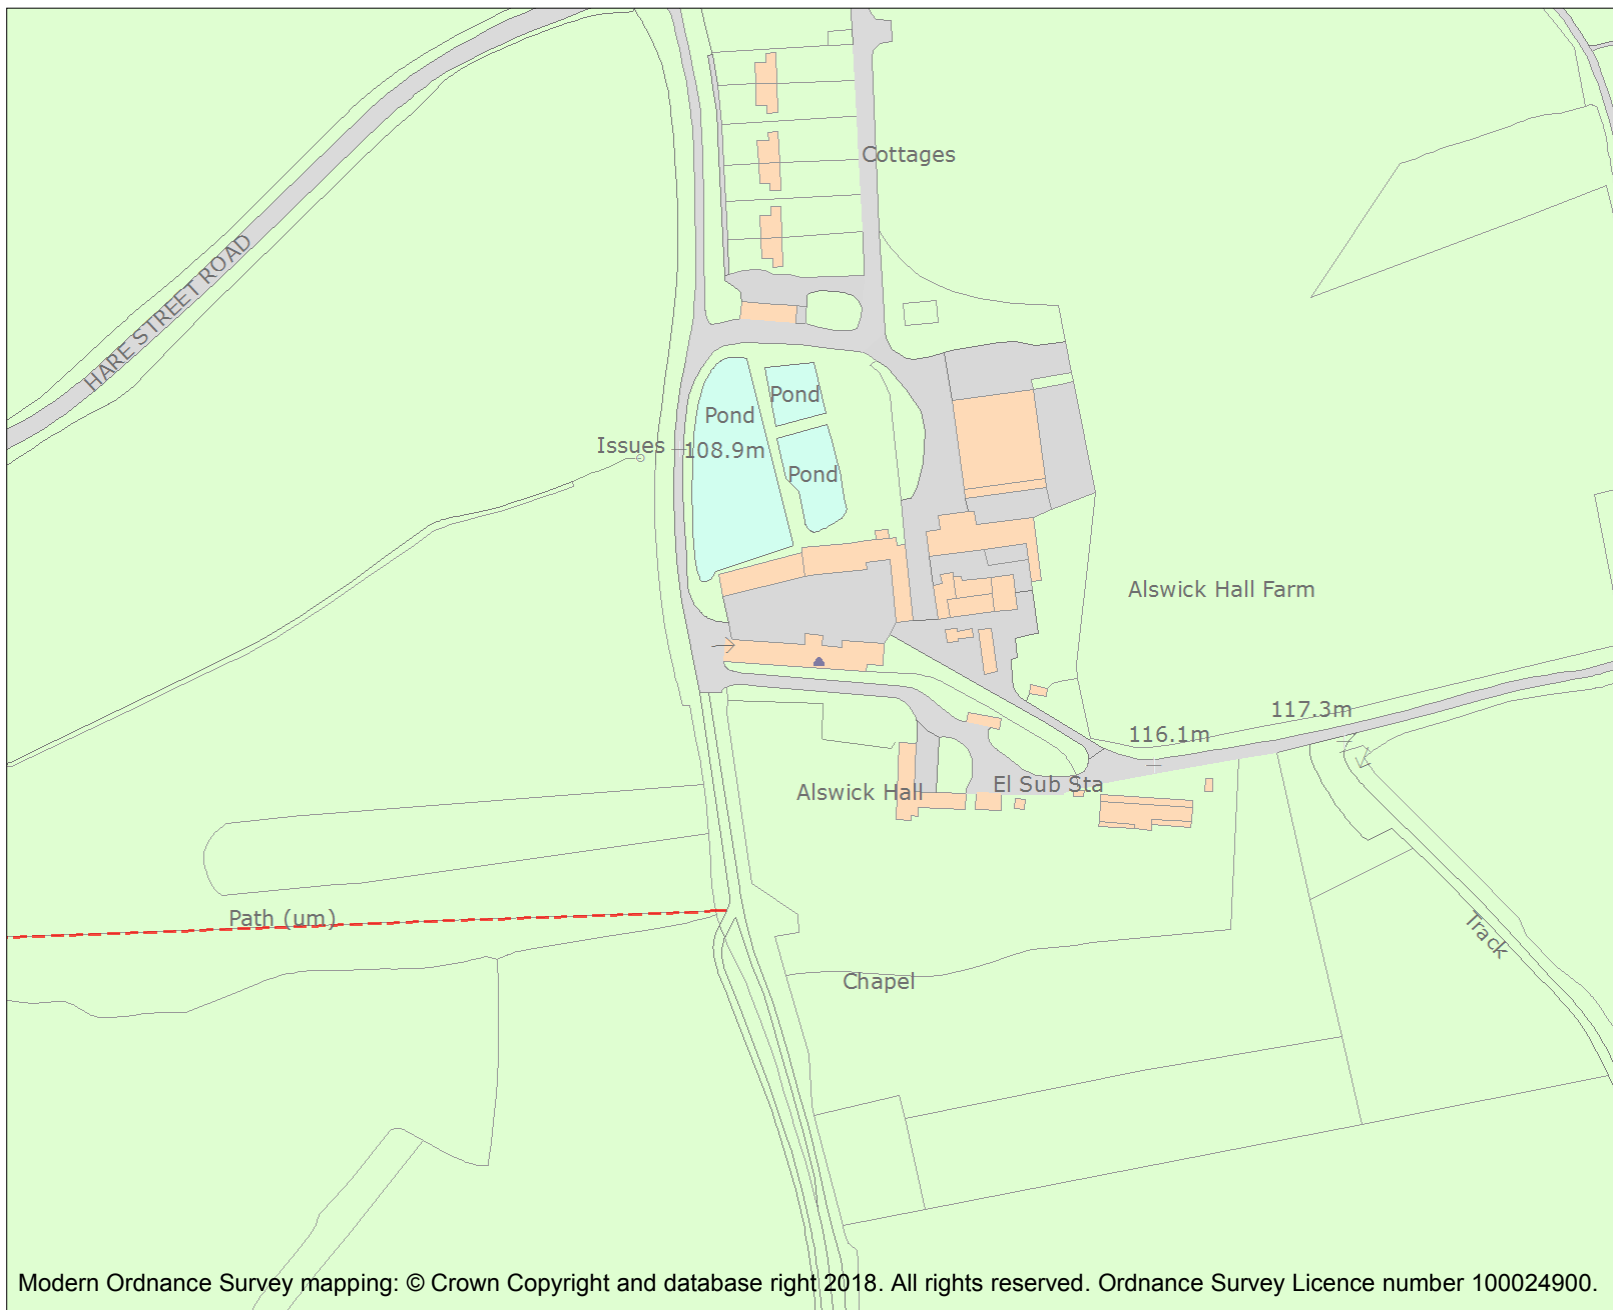 Cottages
HARE STREET ROAD
Pond
Pond
Issues
108.9m
Pond
Alswick Hall Farm
117.3m
116.1m
El Sub Sta
Alswick Hall
Path (um)
Track
Chapel
Modern Ordnance Survey mapping: © Crown Copyright and database right 2018. All rights reserved. Ordnance Survey Licence number 100024900.